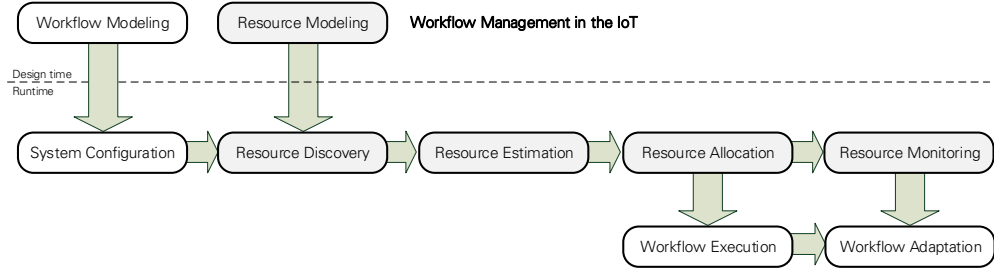 Workflow Modeling
Resource Modeling
Workflow Management in the IoT
Design time
Runtime
System Configuration
Resource Discovery
Resource Estimation
Resource Allocation
Resource Monitoring
Workflow Execution
Workflow Adaptation